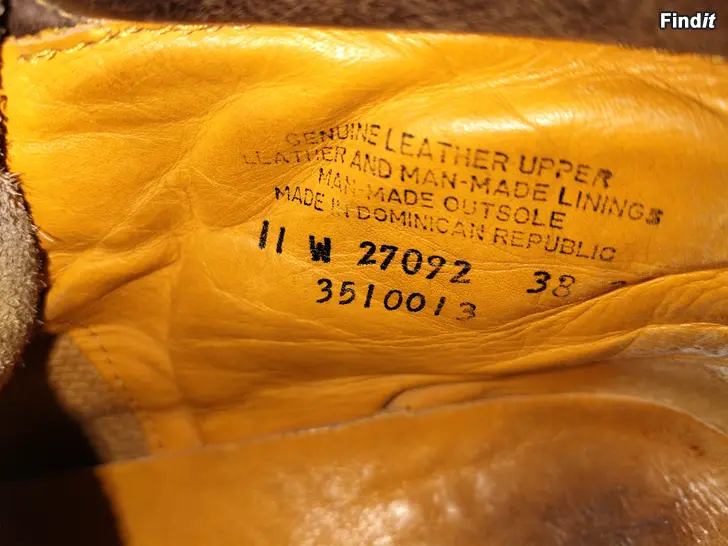 Findit
GENUINE LEATHER UPPER
LEATHER AND MAN-MADE LININGS
MAN-MADE OUTSOLE
MADE IN DOMINICAN REPUBLIC
11 W 27092 38
3510013